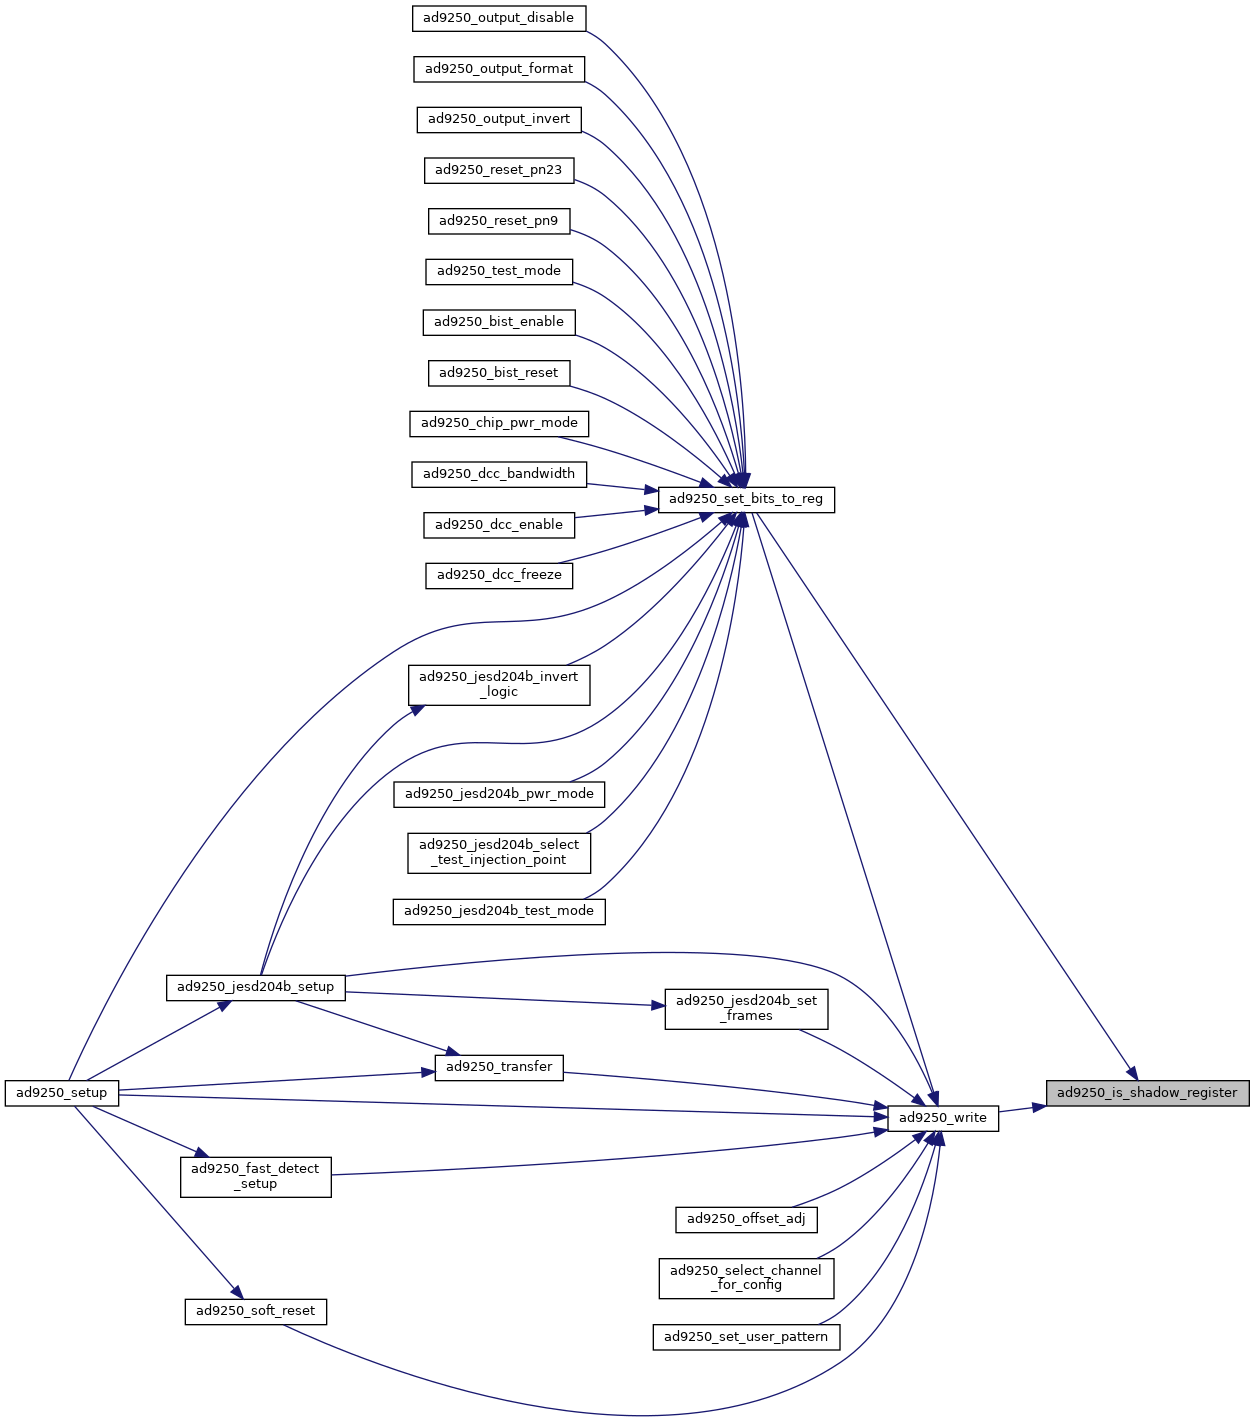 ad9250_output_disable
ad9250_output_format
ad9250_output_invert
ad9250_reset_pn23
ad9250_reset_pn9
ad9250_test_mode
ad9250_bist_enable
ad9250_bist_reset
ad9250_chip_pwr_mode
ad9250_dcc_bandwidth
ad9250_set_bits_to_reg
ad9250_dcc_enable
ad9250_dcc_freeze
ad9250_jesd204b_invert
_logic
ad9250_jesd204b_pwr_mode
ad9250_jesd204b_select
_test_injection_point
ad9250_jesd204b_test_mode
ad9250_jesd204b_setup
ad9250_jesd204b_set
_frames
ad9250_transfer
ad9250_setup
ad9250_is_shadow_register
ad9250_write
ad9250_fast_detect
_setup
ad9250_offset_adj
ad9250_select_channel
_for_config
ad9250_soft_reset
ad9250_set_user_pattern